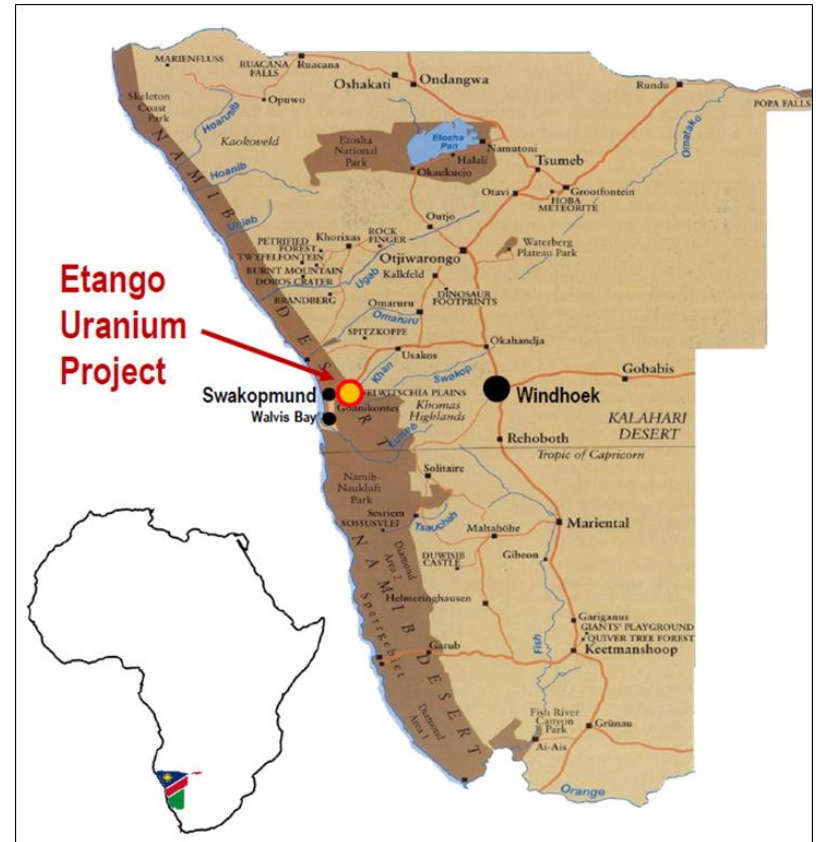 MARIENFLUSS
RUACANA
FALLS
Ruacana
Oshakati
Ondangwa
Rundu
POPA FALLS
Skeleton
Coast
Park
Opuwo
Hoarusib
Kaokoveld
Etosha
National
Park
Etosha
Pan
Namutoni
Halali
Okaukuejo
Tsumeb
Omatako
Hoanib
Otavi
Grootfontein
HOBA
METEORITE
Uniab
Outjo
PETRIFIED
FOREST
Khorixas
ROCK
FINGER
TWYFELFONTEIN
BURNT MOUNTAIN
DOROS CRATER
Ugab
Otjiwarongo
Waterberg
Plateau Park
Kalkfeld
DINOSAUR
FOOTPRINTS
BRANDBERG
Omaruru
Omaruru
SPITZKOPPE
Okahandja
Etango
Uranium
Project
Usakos
Khan
Swakop
Gobabis
Swakopmund
ELWITSCHIA PLAINS
Windhoek
Walvis Bay
Goanikontes
Khomas
Highlands
KALAHARI
DESERT
Kuiseb
Rehoboth
Tropic of Capricorn
NAMIB DESERT
Solitaire
Namib-
Naukluft
Park
Sesriem
SOSSUSVLEI
Tsauchab
Maltahöhe
Mariental
DUWISIB
CASTLE
Gibeon
Diamond
Area 2
Helmeringhausen
NAMIB DESERT
Sperrgebiet
Fish
Gariganus
GIANTS' PLAYGROUND
QUIVER TREE FOREST
Keetmanshoop
Garub
Diamond
Area 1
Fish River
Canyon
Park
Grünau
Ai-Ais
Orange